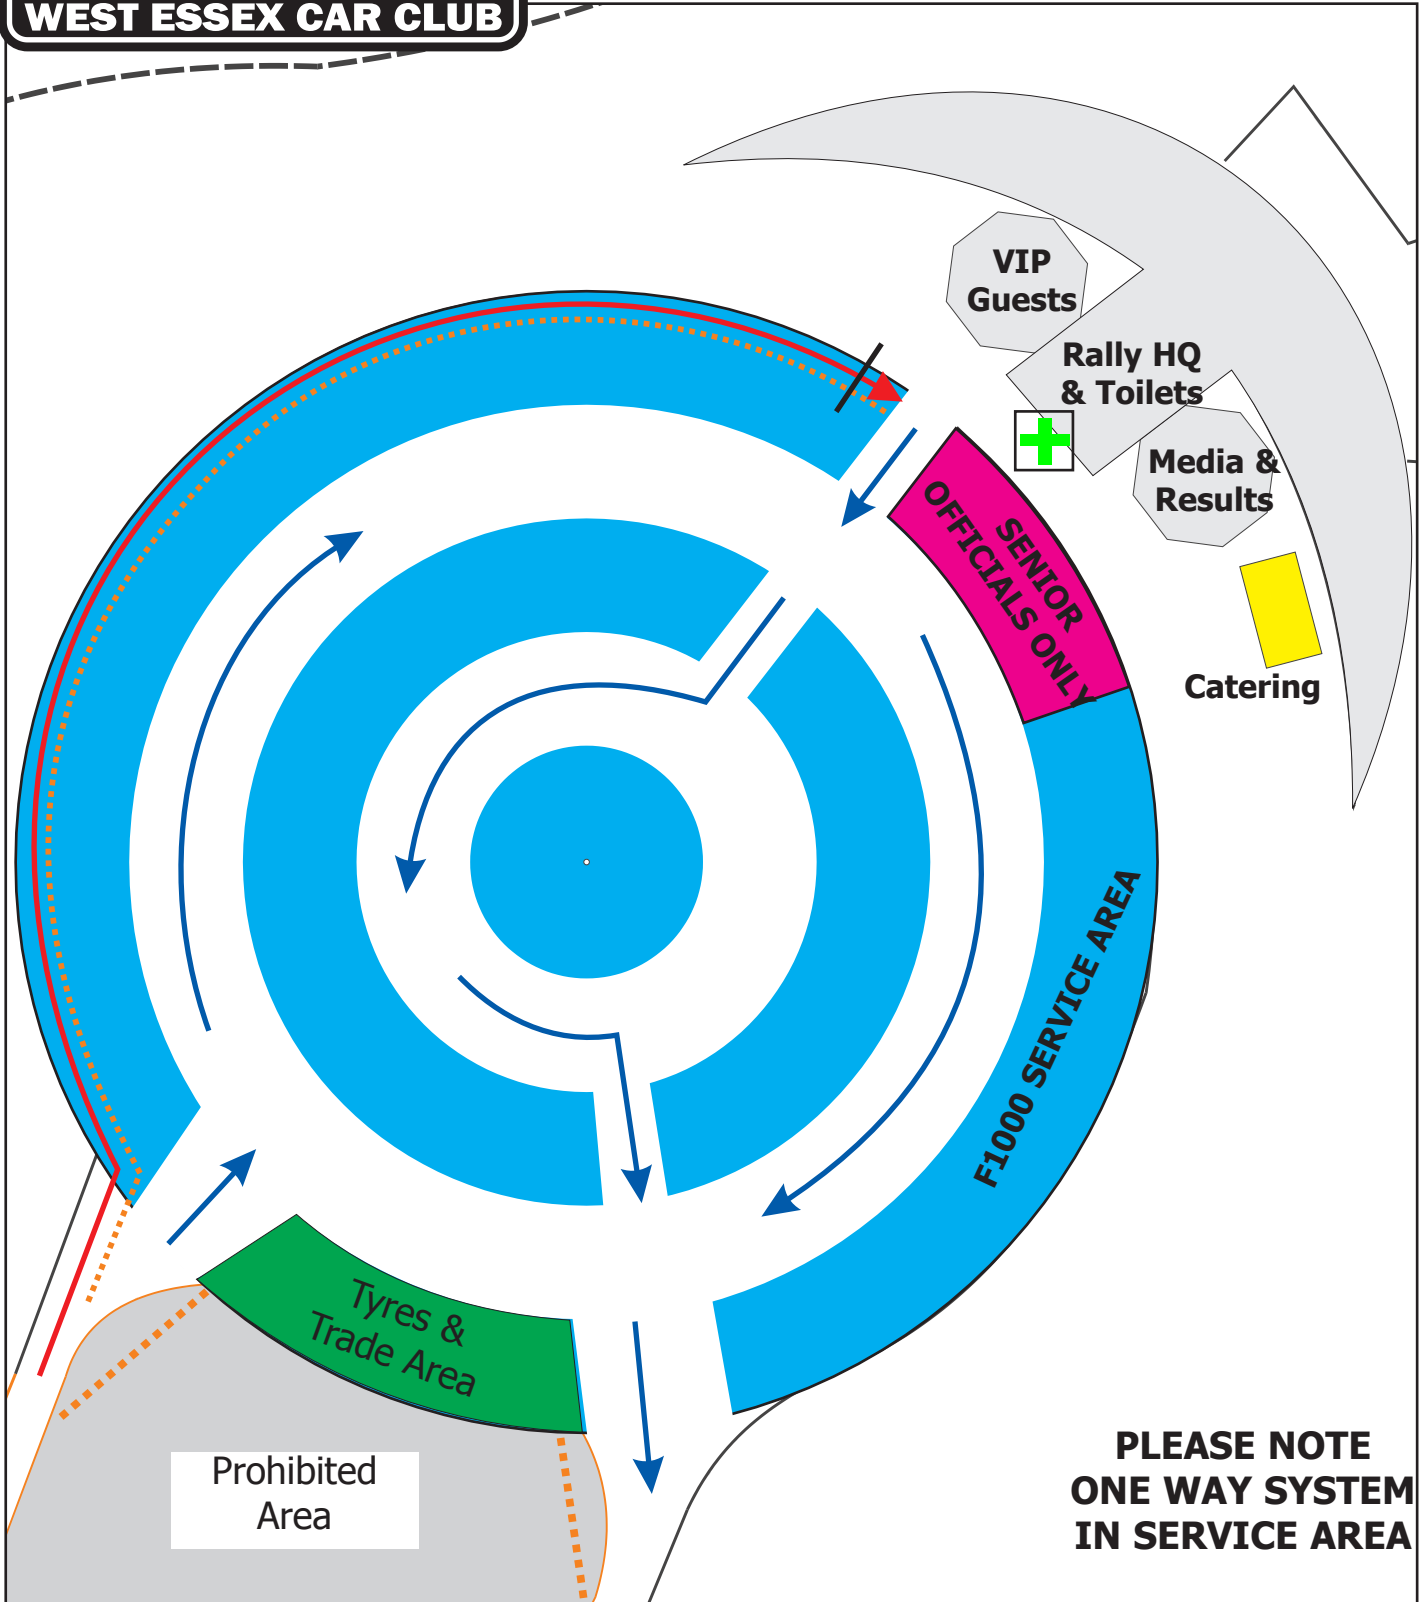 WEST ESSEX CAR CLUB
VIP
Guests
Rally HQ
& Toilets
Media &
Results
SENIOR
OFFICIALS ONLY
Catering
F1000 SERVICE AREA
Tyres &
Trade Area
Prohibited
Area
PLEASE NOTE
ONE WAY SYSTEM
IN SERVICE AREA